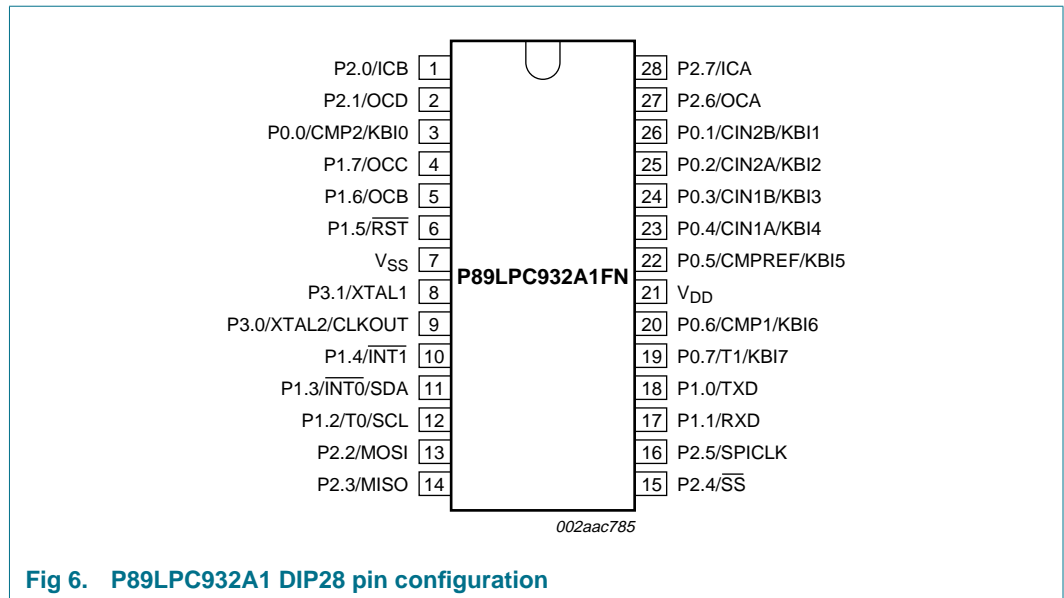 P2.0/ICB 1 28 P2.7/ICA
P2.1/OCD 2 27 P2.6/OCA
P0.0/CMP2/KBI0 3 26 P0.1/CIN2B/KBI1
P1.7/OCC 4 25 P0.2/CIN2A/KBI2
P1.6/OCB 5 24 P0.3/CIN1B/KBI3
P1.5/RST 6 23 P0.4/CIN1A/KBI4
VSS 7 22 P0.5/CMPREF/KBI5
P89LPC932A1FN
P3.1/XTAL1 8 21 VDD
P3.0/XTAL2/CLKOUT 9 20 P0.6/CMP1/KBI6
P1.4/INT1 10 19 P0.7/T1/KBI7
P1.3/INT0/SDA 11 18 P1.0/TXD
P1.2/T0/SCL 12 17 P1.1/RXD
P2.2/MOSI 13 16 P2.5/SPICLK
P2.3/MISO 14 15 P2.4/SS
002aac785
Fig 6. P89LPC932A1 DIP28 pin configuration